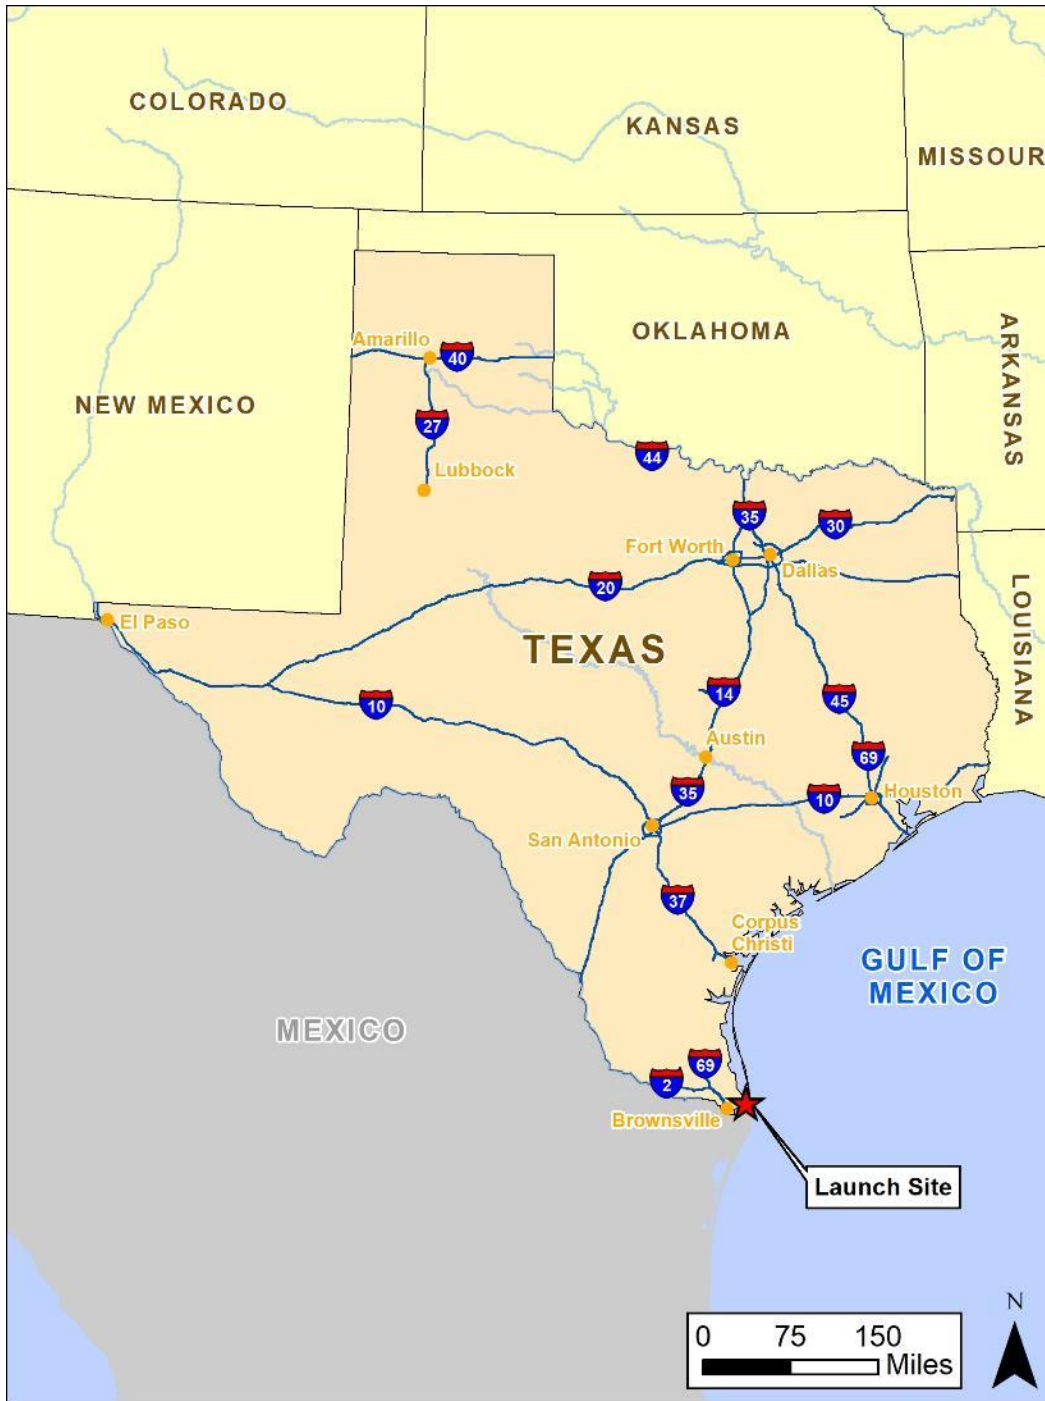 COLORADO
KANSAS
MISSOUR
OKLAHOMA
ARKANSAS
NEW MEXICO
Amarillo
40
27
Lubbock
44
35
30
Fort Worth
Dallas
20
LOUISIANA
El Paso
TEXAS
10
14
45
Austin
69
35
10
Houston
San Antonio
37
Corpus
Christi
GULF OF
MEXICO
MEXICO
69
2
Brownsville
Launch Site
N
0 75 150
Miles